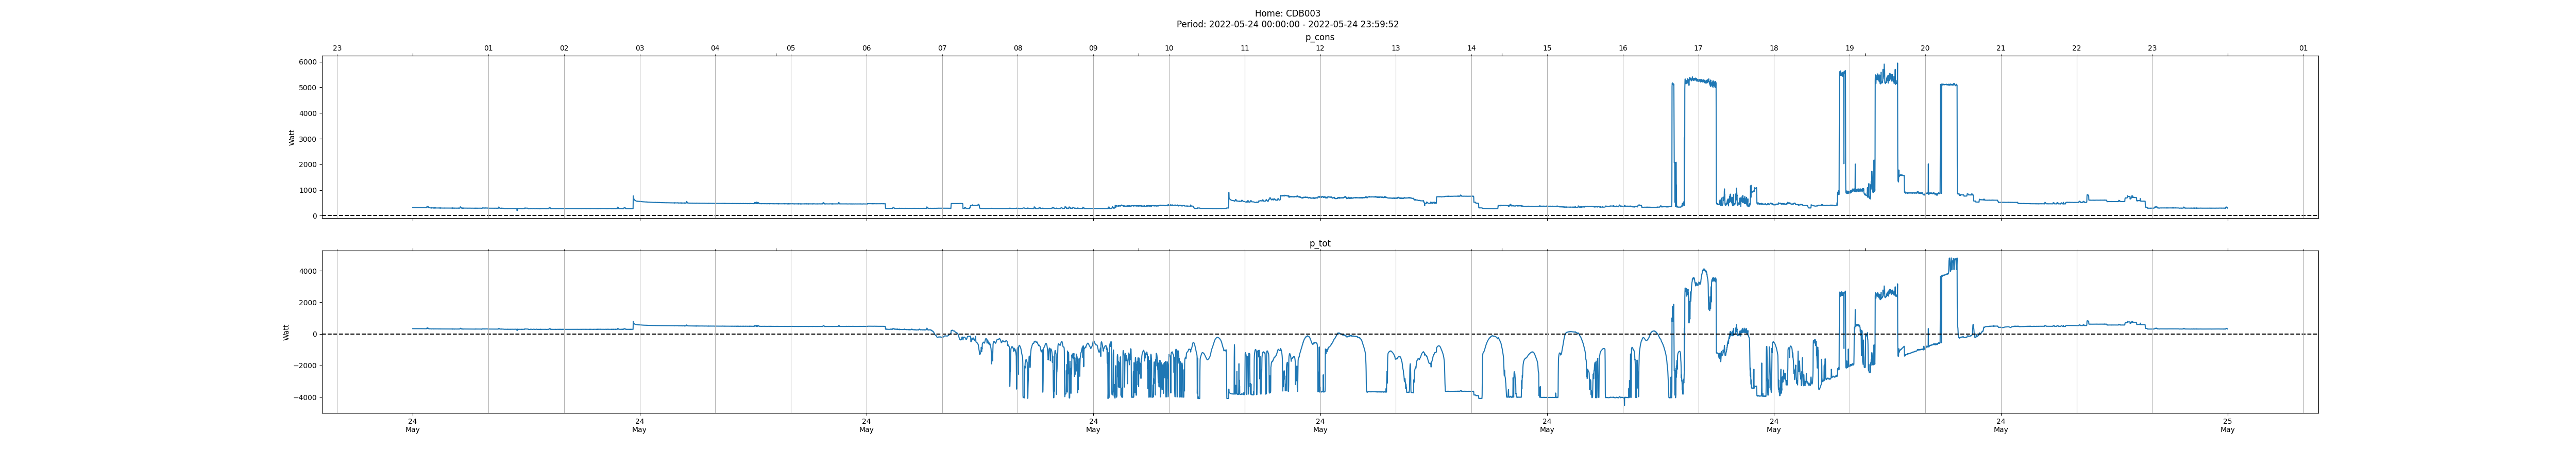 Home: CDB003
Period: 2022-05-24 00:00:00 - 2022-05-24 23:59:52
p_cons
23 01 02 03 04 05 06 07 08 09 10 11 12 13 14 15 16 17 18 19 20 21 22 23 01
6000
5000
4000
3000
2000
1000
0
Watt
p_tot
4000
2000
0
−2000
−4000
Watt
24 24 24 24 24 24 24 24 25
May May May May May May May May May